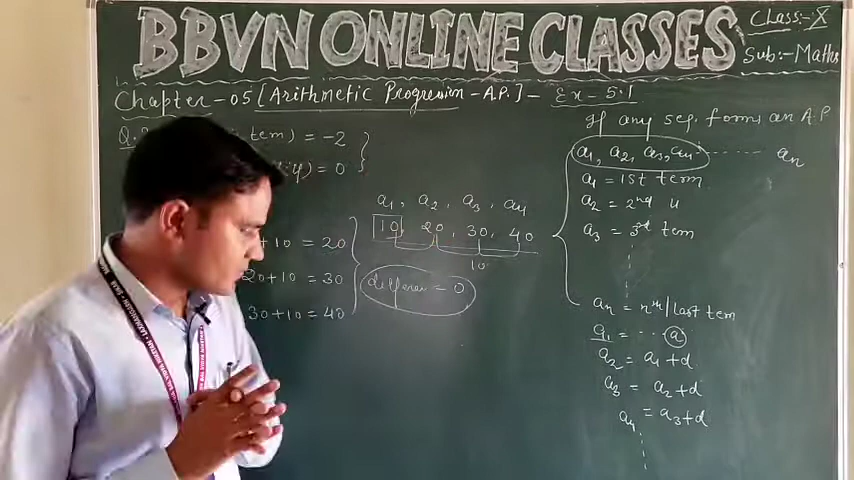 BBVN ONLINE CLASSES
Class:-X
Sub:-Maths
Chapter-05 [Arithmetic Progression - A.P.] - Ex-5.1
If any seq. forms an A.P
a1, a2, a3, a4 ...... an
a1 = 1st term
a2 = 2nd "
a3 = 3rd term
an = nth/last term
a1 = ... a
a2 = a1 + d
a3 = a2 + d
a4 = a3 + d
Q.
tem) = -2
= 0
a1, a2, a3, a4
10, 20, 30, 40
10
+10 = 20
20+10 = 30
30+10 = 40
= 0